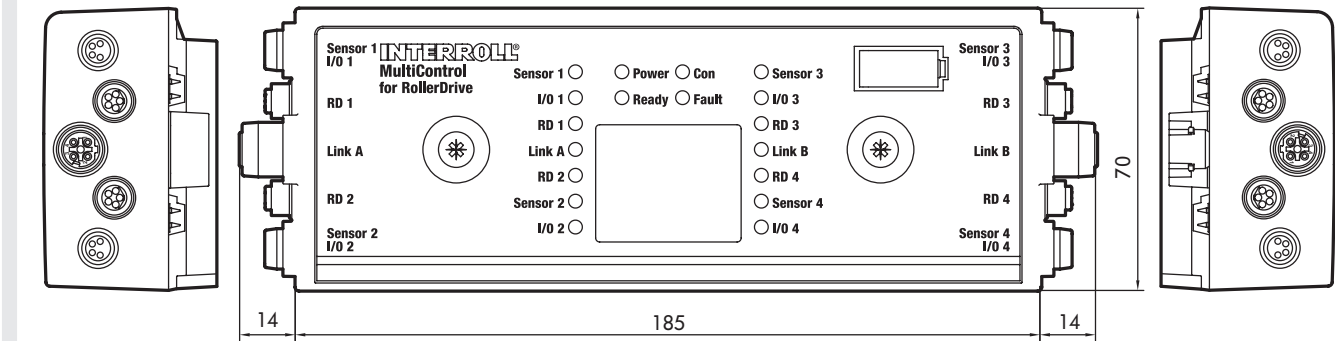 Sensor 1
I/O 1
INTERROLL®
MultiControl
for RollerDrive
RD 1
Link A
RD 2
Sensor 2
I/O 2
Sensor 1
I/O 1
RD 1
Link A
RD 2
Sensor 2
I/O 2
Power Con
Ready Fault
Sensor 3
I/O 3
RD 3
Link B
RD 4
Sensor 4
I/O 4
Sensor 3
I/O 3
RD 3
Link B
RD 4
Sensor 4
I/O 4
70
14
185
14